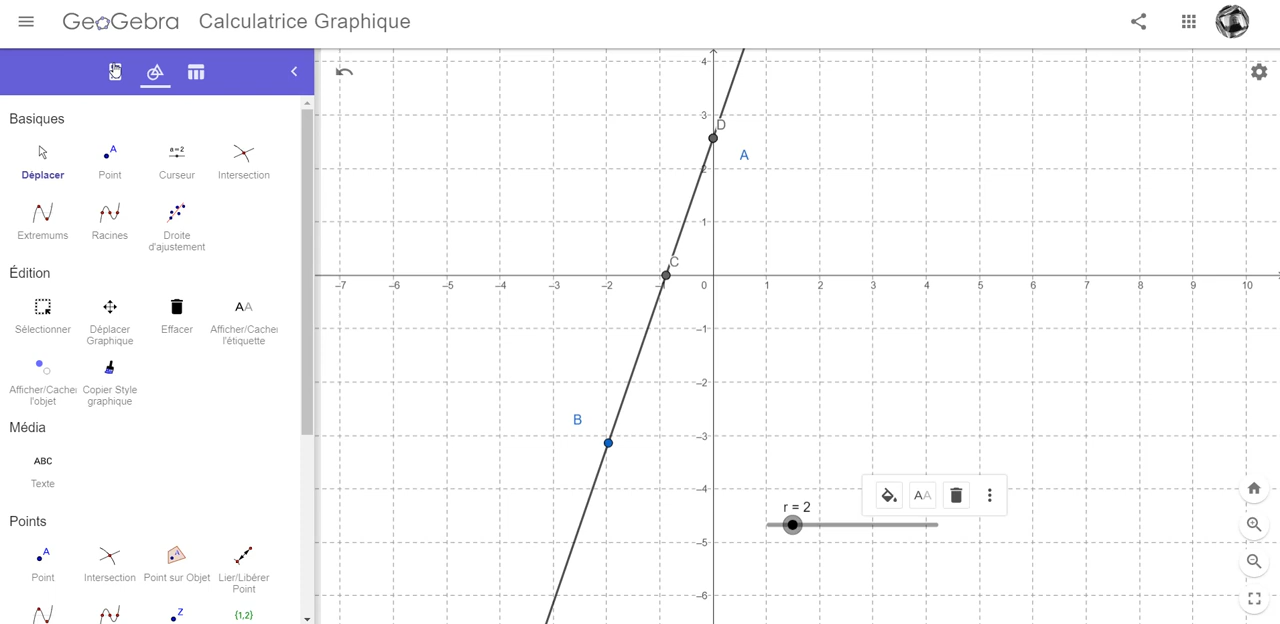 GeoGebra Calculatrice Graphique
Basiques
a=2
A
Déplacer Point Curseur Intersection
Extremums Racines Droite
d'ajustement
Édition
AA
Sélectionner Déplacer Effacer Afficher/Cacher
Graphique l'étiquette
Afficher/Cacher Copier Style
l'objet graphique
Média
ABC
Texte
Points
A A
Point Intersection Point sur Objet Lier/Libérer
Point
Z {1,2}
4
3
D
A
2
1
C
–7 –6 –5 –4 –3 –2 –1 0 1 2 3 4 5 6 7 8 9 10
–1
–2
B
–3
–4
AA
r = 2
–5
–6